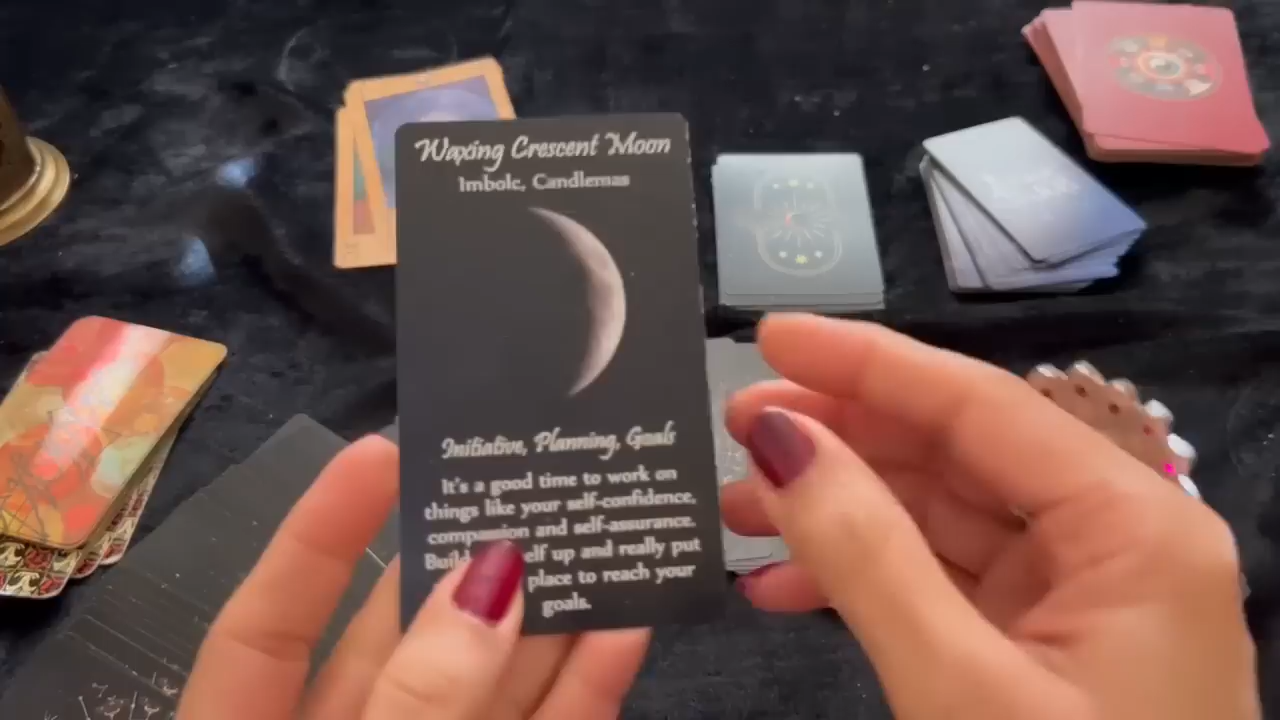 Waxing Crescent Moon
Imbolc, Candlemas
Initiative, Planning, Goals
It's a good time to work on
things like your self-confidence,
compassion and self-assurance.
elf up and really put
place to reach your
goals.